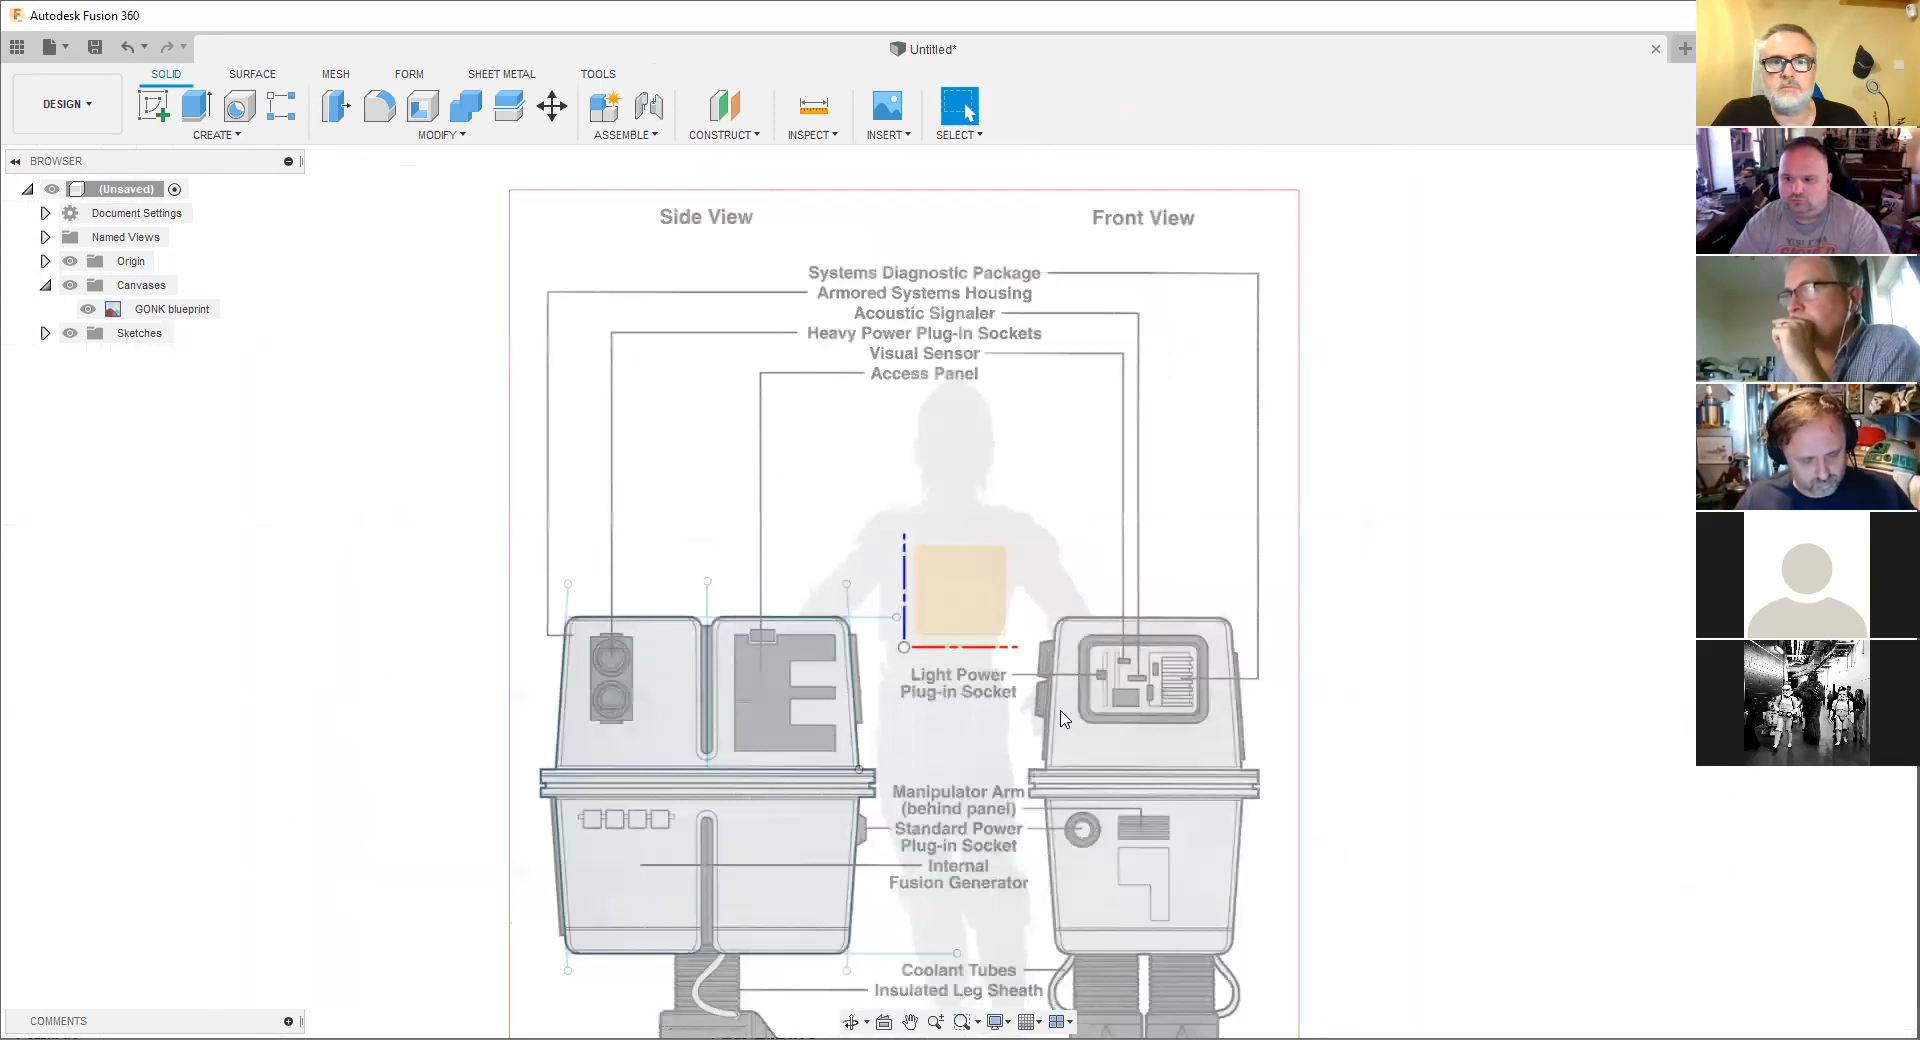 Autodesk Fusion 360
Untitled*
DESIGN
SOLID
SURFACE
MESH
FORM
SHEET METAL
TOOLS
CREATE
MODIFY
ASSEMBLE
CONSTRUCT
INSPECT
INSERT
SELECT
BROWSER
(Unsaved)
Document Settings
Named Views
Origin
Canvases
GONK blueprint
Sketches
Side View
Front View
Systems Diagnostic Package
Armored Systems Housing
Acoustic Signaler
Heavy Power Plug-in Sockets
Visual Sensor
Access Panel
Light Power
Plug-in Socket
Manipulator Arm
(behind panel)
Standard Power
Plug-in Socket
Internal
Fusion Generator
Coolant Tubes
Insulated Leg Sheath
COMMENTS